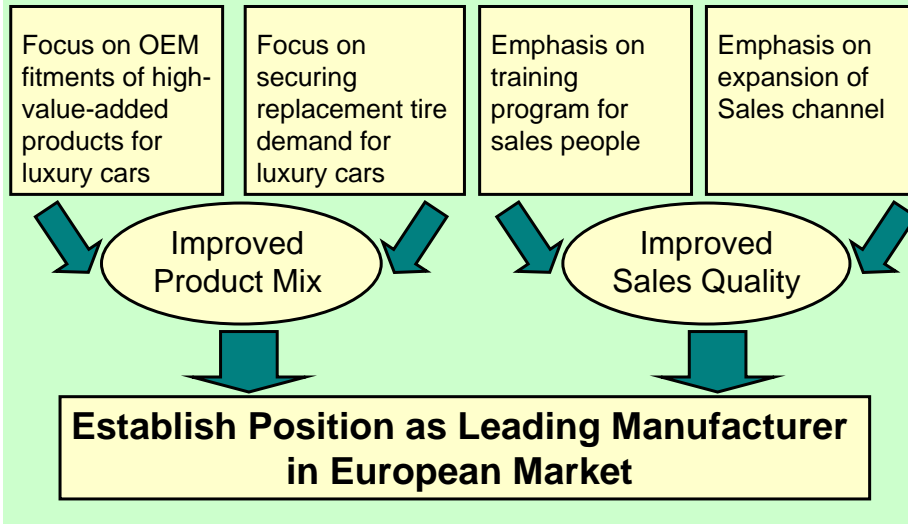 Focus on OEM
fitments of high-
value-added
products for
luxury cars
Focus on
securing
replacement tire
demand for
luxury cars
Emphasis on
training
program for
sales people
Emphasis on
expansion of
Sales channel
Improved
Product Mix
Improved
Sales Quality
Establish Position as Leading Manufacturer
in European Market